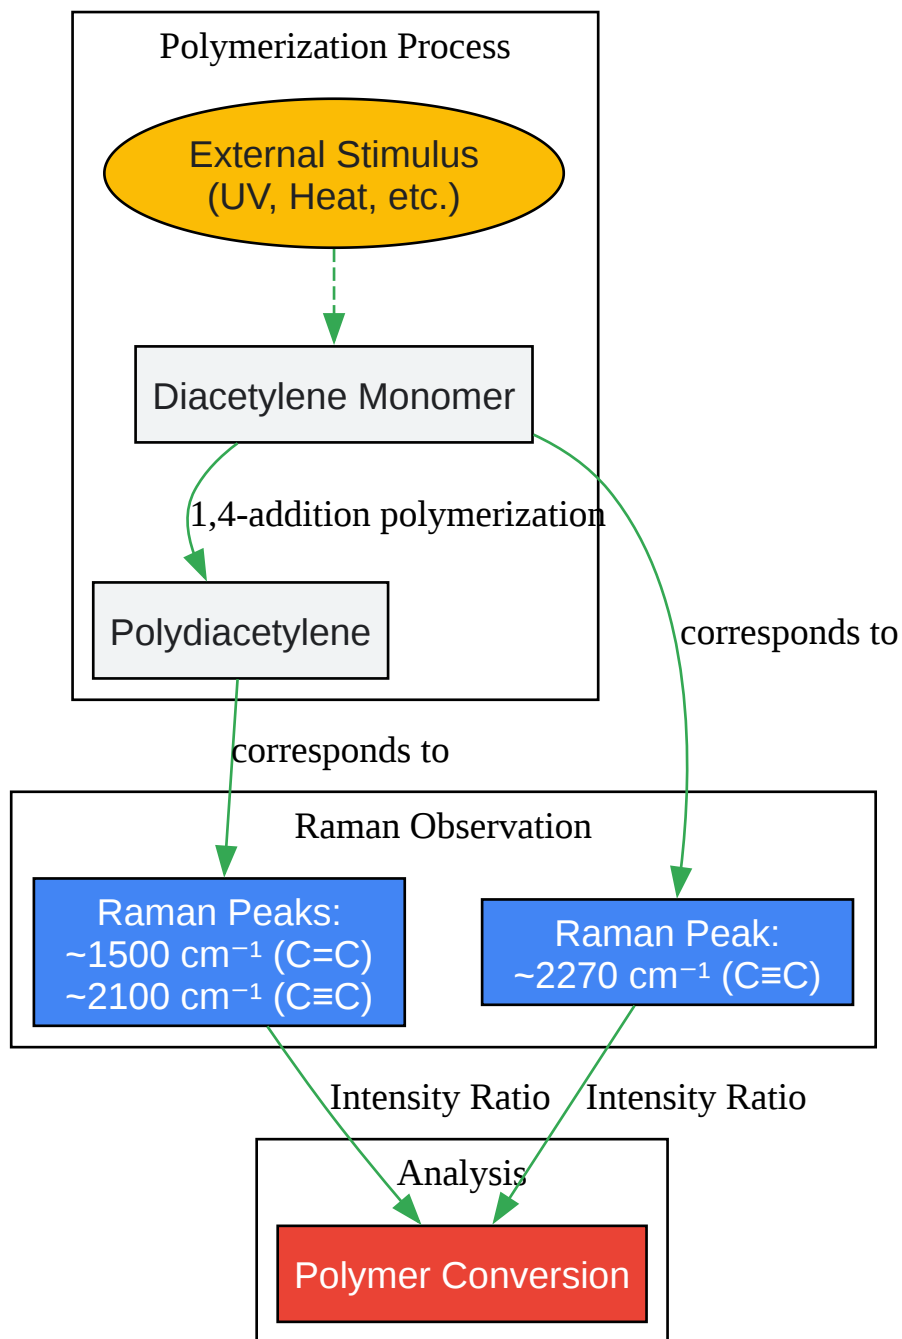 Polymerization Process
External Stimulus
(UV, Heat, etc.)
Diacetylene Monomer
1,4-addition polymerization
Polydiacetylene
corresponds to
corresponds to
Raman Observation
Raman Peaks:
~1500 cm⁻¹ (C=C)
~2100 cm⁻¹ (C≡C)
Raman Peak:
~2270 cm⁻¹ (C≡C)
Intensity Ratio
Intensity Ratio
Analysis
Polymer Conversion